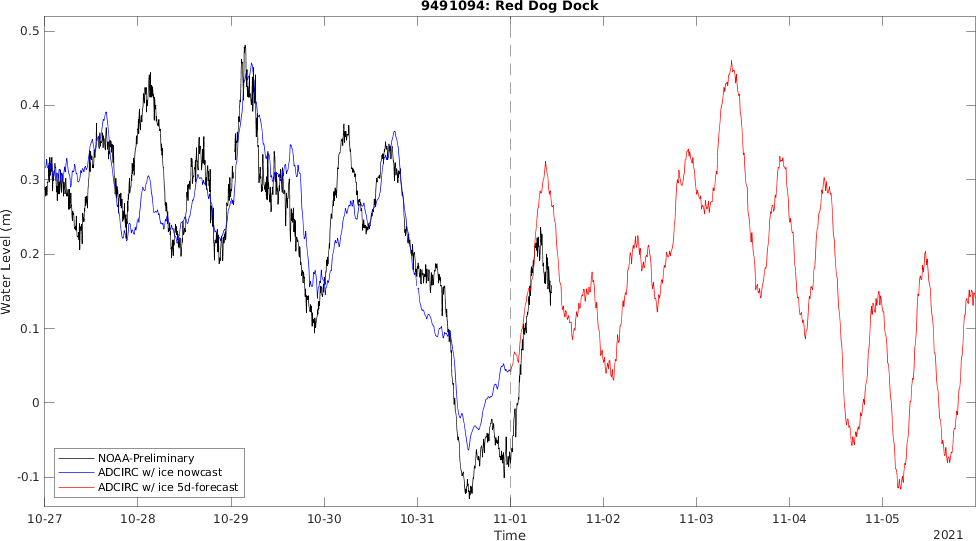 9491094: Red Dog Dock
Water Level (m)
0.5
0.4
0.3
0.2
0.1
0
-0.1
NOAA-Preliminary
ADCIRC w/ ice nowcast
ADCIRC w/ ice 5d-forecast
10-27 10-28 10-29 10-30 10-31 11-01 11-02 11-03 11-04 11-05
Time
2021